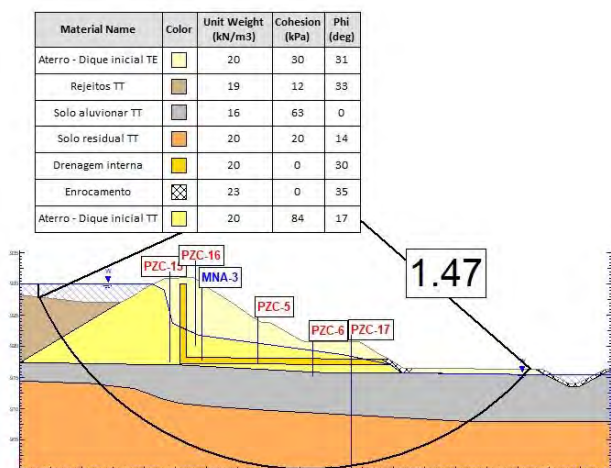 Material Name Color Unit Weight (kN/m3) Cohesion (kPa) Phi (deg)
Aterro - Dique inicial TE 20 30 31
Rejeitos TT 19 12 33
Solo aluvionar TT 16 63 0
Solo residual TT 20 20 14
Drenagem interna 20 0 30
Enrocamento 23 0 35
Aterro - Dique inicial TT 20 84 17
1.47
PZC-16
PZC-15
MNA-3
PZC-5
PZC-6
PZC-17